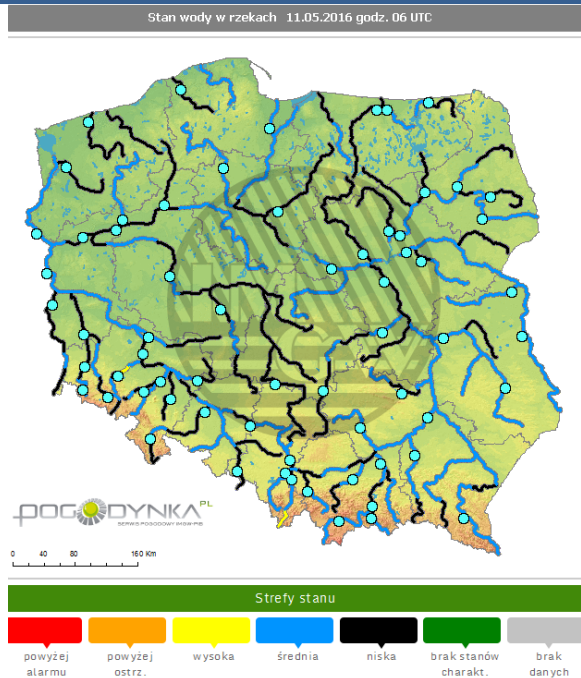 Stan wody w rzekach 11.05.2016 godz. 06 UTC
POGODYNKA.PL
SERWIS POGODOWY IMGW-PIB
0 40 80 160 Km
Strefy stanu
powyżej alarmu
powyżej ostrz.
wysoka
średnia
niska
brak stanów charakt.
brak danych